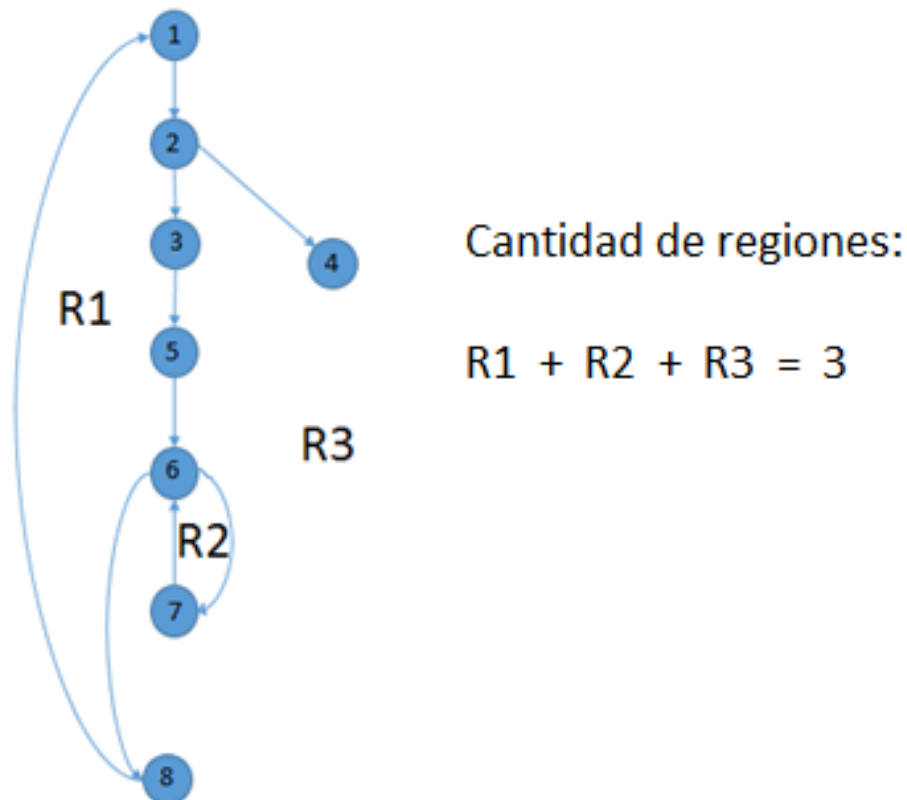 1
2
3
4
Cantidad de regiones:
R1
5
R1 + R2 + R3 = 3
R3
6
R2
7
8